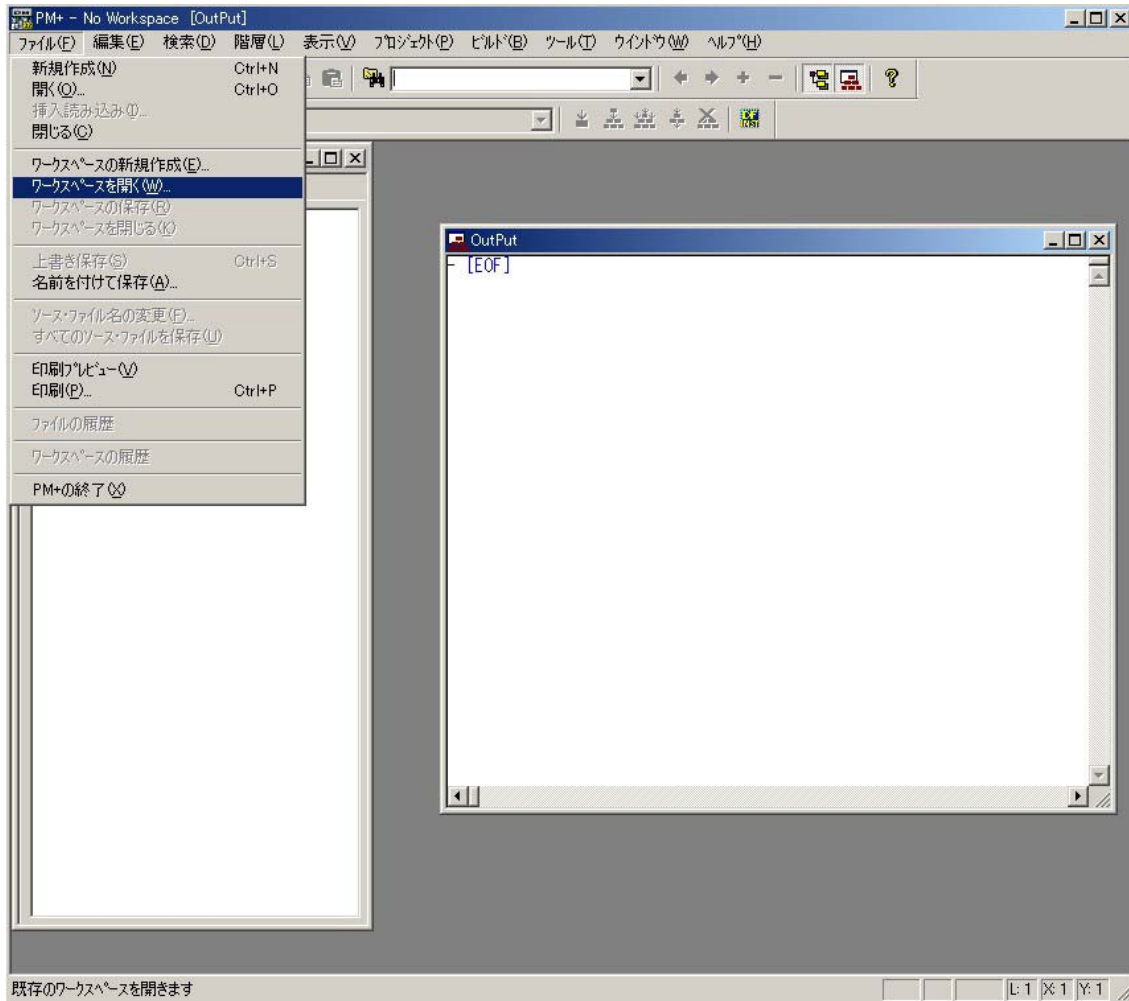 PM+ - No Workspace [OutPut]
ファイル(F) 編集(E) 検索(D) 階層(L) 表示(V) プロジェクト(P) ビルド(B) ツール(T) ウインドウ(W) ヘルプ(H)
新規作成(N) Ctrl+N
開く(O)... Ctrl+O
挿入読み込み(I)...
閉じる(C)
ワークスペースの新規作成(E)...
ワークスペースを開く(W)...
ワークスペースの保存(R)
ワークスペースを閉じる(K)
上書き保存(S) Ctrl+S
名前を付けて保存(A)...
ソース・ファイル名の変更(F)...
すべてのソース・ファイルを保存(U)
印刷プレビュー(V)
印刷(P)... Ctrl+P
ファイルの履歴
ワークスペースの履歴
PM+の終了(X)
OutPut
[EOF]
既存のワークスペースを開きます
L: 1 X: 1 Y: 1